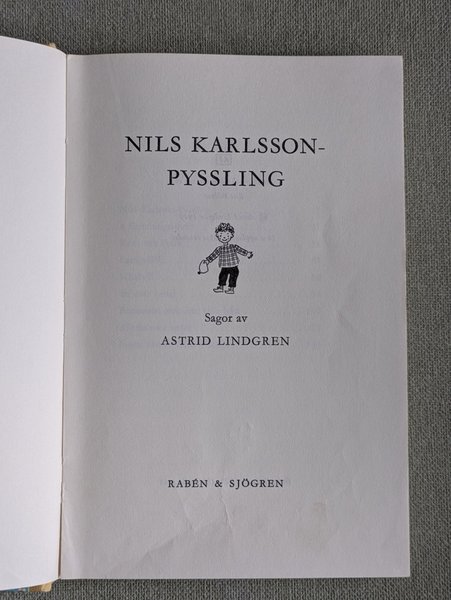 NILS KARLSSON-
PYSSLING
Sagor av
ASTRID LINDGREN
RABÉN & SJÖGREN